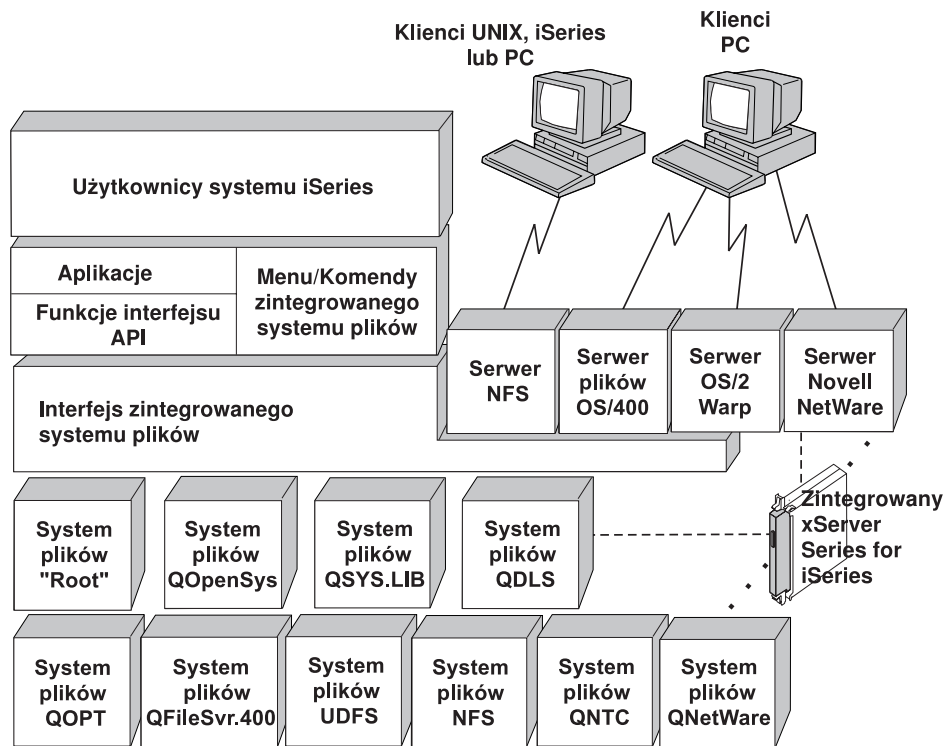 Klienci UNIX, iSeries
lub PC
Klienci
PC
Użytkownicy systemu iSeries
Aplikacje
Funkcje interfejsu
API
Menu/Komendy
zintegrowanego
systemu plików
Serwer
NFS
Serwer
plików
OS/400
Serwer
OS/2
Warp
Serwer
Novell
NetWare
Interfejs zintegrowanego
systemu plików
Zintegrowany
xServer
Series for
iSeries
System
plików
"Root"
System
plików
QOpenSys
System
plików
QSYS.LIB
System
plików
QDLS
System
plików
QOPT
System
plików
QFileSvr.400
System
plików
UDFS
System
plików
NFS
System
plików
QNTC
System
plików
QNetWare